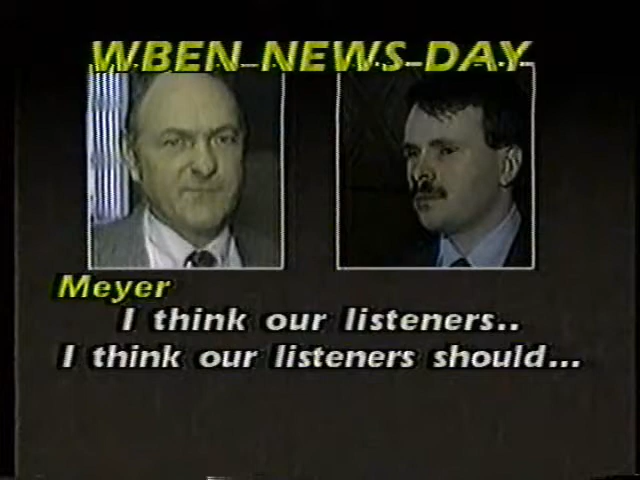 WBEN-NEWS-DAY
Meyer
I think our listeners..
I think our listeners should...